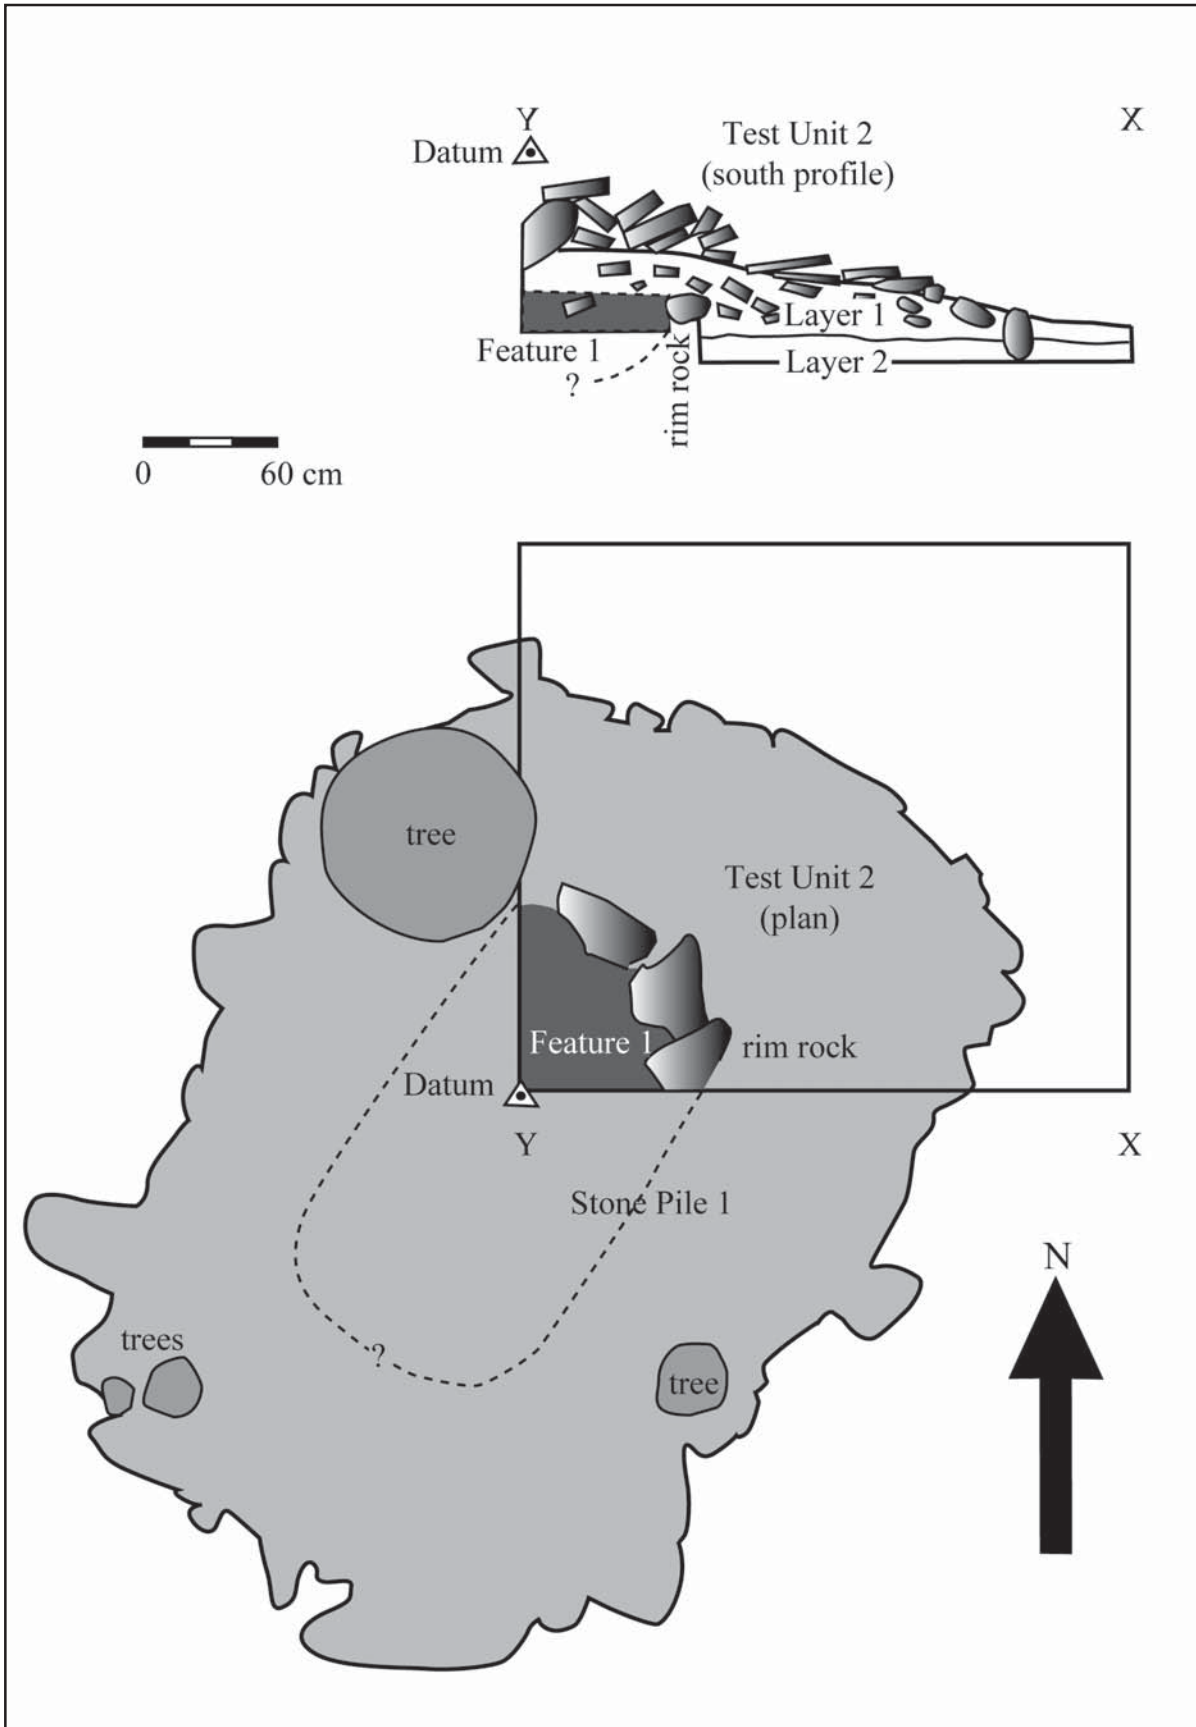 Y
X
Datum
Test Unit 2
(south profile)
Layer 1
Feature 1
Layer 2
?
rim rock
0
60 cm
tree
Test Unit 2
(plan)
Feature 1
rim rock
Datum
Y
X
Stone Pile 1
N
trees
?
tree